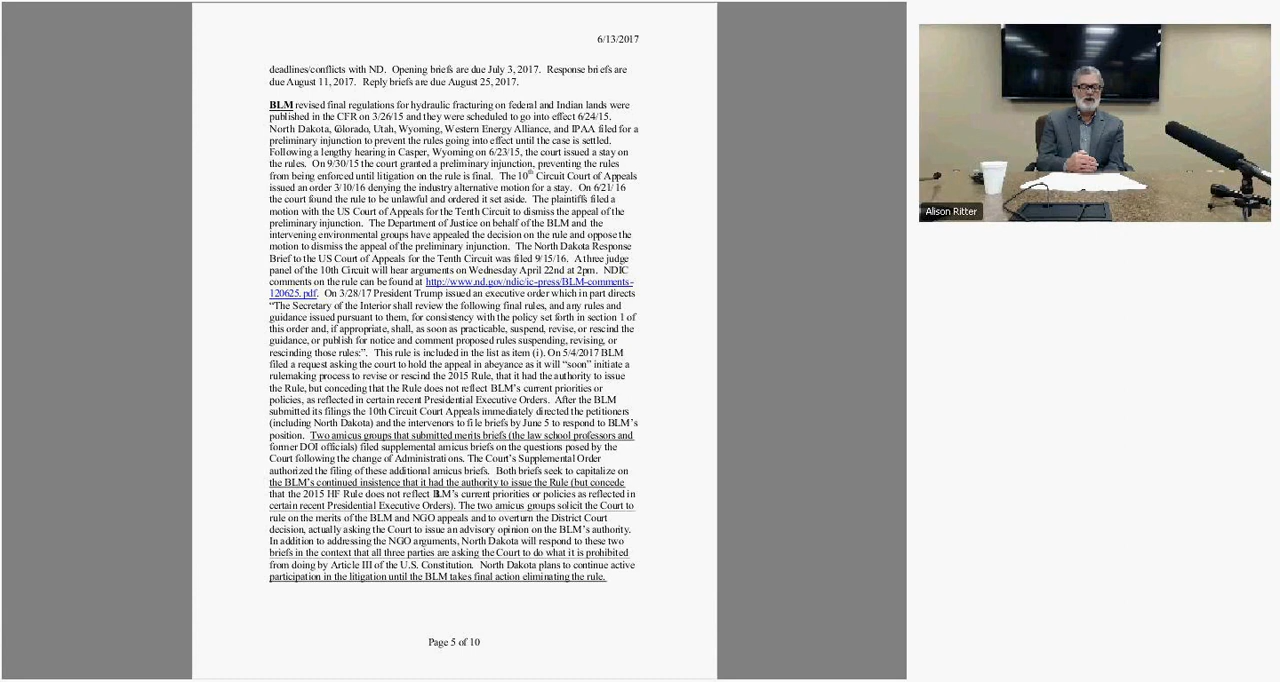 6/13/2017
deadlines/conflicts with ND. Opening briefs are due July 3, 2017. Response briefs are
due August 11, 2017. Reply briefs are due August 25, 2017.
BLM revised final regulations for hydraulic fracturing on federal and Indian lands were
published in the CFR on 3/26/15 and they were scheduled to go into effect 6/24/15.
North Dakota, Colorado, Utah, Wyoming, Western Energy Alliance, and IPAA filed for a
preliminary injunction to prevent the rules going into effect until the case is settled.
Following a lengthy hearing in Casper, Wyoming on 6/23/15, the court issued a stay on
the rules. On 9/30/15 the court granted a preliminary injunction, preventing the rules
from being enforced until litigation on the rule is final. The 10th Circuit Court of Appeals
issued an order 3/10/16 denying the industry alternative motion for a stay. On 6/21/16
the court found the rule to be unlawful and ordered it set aside. The plaintiffs filed a
motion with the US Court of Appeals for the Tenth Circuit to dismiss the appeal of the
preliminary injunction. The Department of Justice on behalf of the BLM and the
intervening environmental groups have appealed the decision on the rule and oppose the
motion to dismiss the appeal of the preliminary injunction. The North Dakota Response
Brief to the US Court of Appeals for the Tenth Circuit was filed 9/15/16. A three judge
panel of the 10th Circuit will hear arguments on Wednesday April 22nd at 2pm. NDIC
comments on the rule can be found at http://www.nd.gov/ndic/ic-press/BLM-comments-
120625.pdf. On 3/28/17 President Trump issued an executive order which in part directs
“The Secretary of the Interior shall review the following final rules, and any rules and
guidance issued pursuant to them, for consistency with the policy set forth in section 1 of
this order and, if appropriate, shall, as soon as practicable, suspend, revise, or rescind the
guidance, or publish for notice and comment proposed rules suspending, revising, or
rescinding those rules:”. This rule is included in the list as item (i). On 5/4/2017 BLM
filed a request asking the court to hold the appeal in abeyance as it will “soon” initiate a
rulemaking process to revise or rescind the 2015 Rule, that it had the authority to issue
the Rule, but conceding that the Rule does not reflect BLM’s current priorities or
policies, as reflected in certain recent Presidential Executive Orders. After the BLM
submitted its filings the 10th Circuit Court Appeals immediately directed the petitioners
(including North Dakota) and the intervenors to file briefs by June 5 to respond to BLM’s
position. Two amicus groups that submitted merits briefs (the law school professors and
former DOI officials) filed supplemental amicus briefs on the questions posed by the
Court following the change of Administrations. The Court’s Supplemental Order
authorized the filing of these additional amicus briefs. Both briefs seek to capitalize on
the BLM’s continued insistence that it had the authority to issue the Rule (but concede
that the 2015 HF Rule does not reflect BLM’s current priorities or policies as reflected in
certain recent Presidential Executive Orders). The two amicus groups solicit the Court to
rule on the merits of the BLM and NGO appeals and to overturn the District Court
decision, actually asking the Court to issue an advisory opinion on the BLM’s authority.
In addition to addressing the NGO arguments, North Dakota will respond to these two
briefs in the context that all three parties are asking the Court to do what it is prohibited
from doing by Article III of the U.S. Constitution. North Dakota plans to continue active
participation in the litigation until the BLM takes final action eliminating the rule.
Page 5 of 10
Alison Ritter